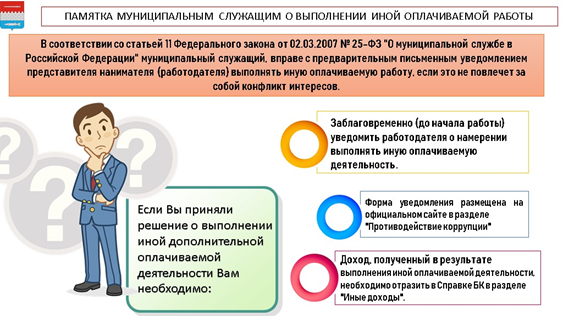 ПАМЯТКА МУНИЦИПАЛЬНЫМ СЛУЖАЩИМ О ВЫПОЛНЕНИИ ИНОЙ ОПЛАЧИВАЕМОЙ РАБОТЫ
В соответствии со статьей 11 Федерального закона от 02.03.2007 № 25-ФЗ "О муниципальной службе в
Российской Федерации" муниципальный служащий, вправе с предварительным письменным уведомлением
представителя нанимателя (работодателя) выполнять иную оплачиваемую работу, если это не повлечет за
собой конфликт интересов.
Заблаговременно (до начала работы)
уведомить работодателя о намерении
выполнять иную оплачиваемую
деятельность.
Если Вы приняли
решение о выполнении
иной дополнительной
оплачиваемой
деятельности Вам
необходимо:
Форма уведомления размещена на
официальном сайте в разделе
"Противодействие коррупции"
Доход, полученный в результате
выполнения иной оплачиваемой деятельности,
необходимо отразить в Справке БК в разделе
"Иные доходы".